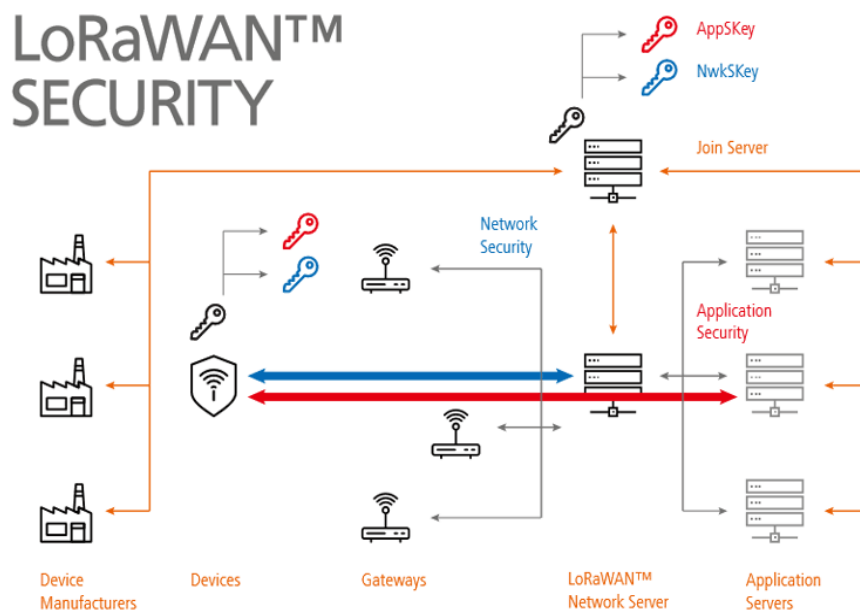 LoRaWAN™
SECURITY
AppSKey
NwkSKey
Join Server
Network
Security
Application
Security
Device
Manufacturers
Devices
Gateways
LoRaWAN™
Network Server
Application
Servers